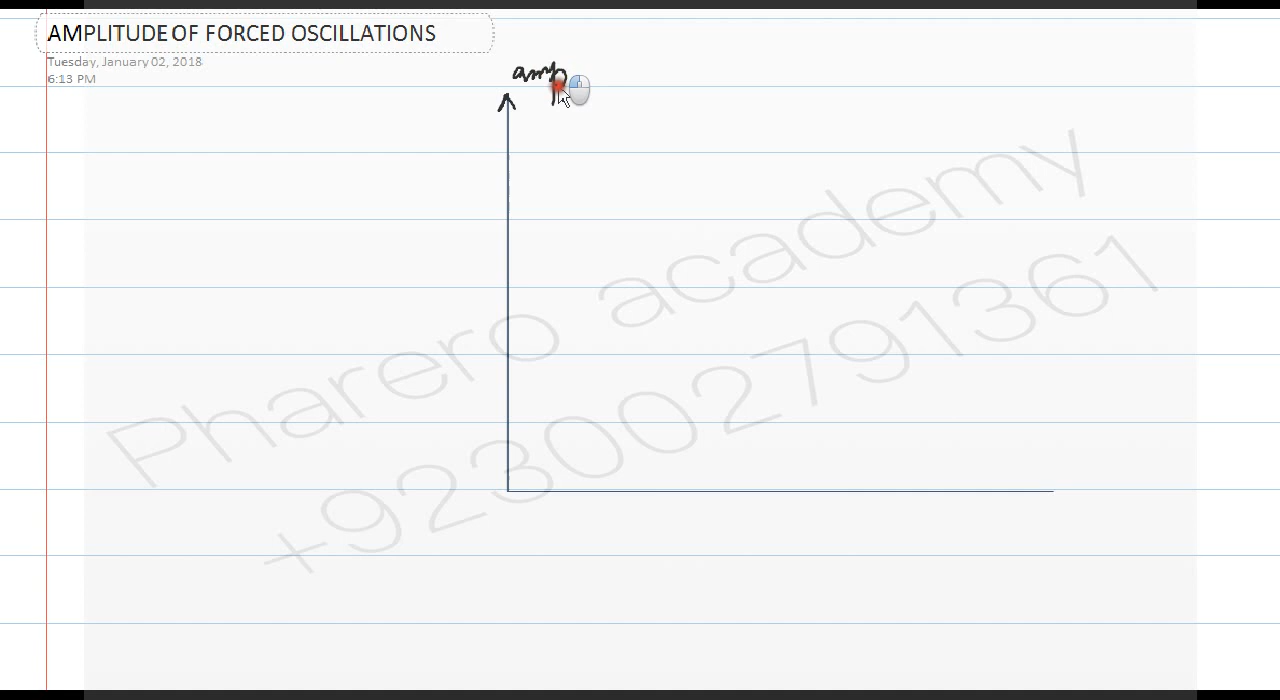 AMPLITUDE OF FORCED OSCILLATIONS
Tuesday, January 02, 2018
6:13 PM
amp
Pharero academy
+923002791361